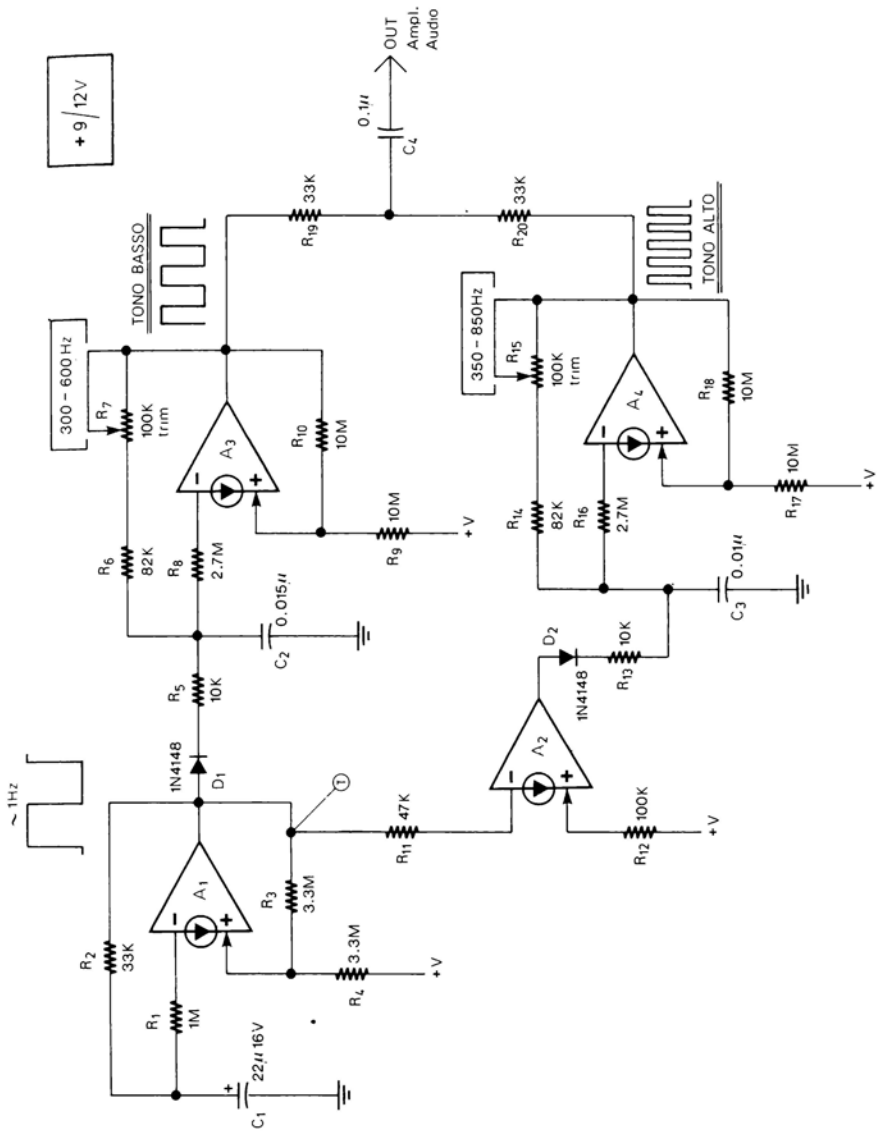 + 9/12V
~ 1Hz
R2
33K
R1
1M
C1
+
22µ 16V
A1
−
+
R3
3.3M
R4
3.3M
+V
1
1N4148
D1
R5
10K
C2
0.015µ
R6
82K
R8
2.7M
300 – 600 Hz
R7
100K
trim
A3
−
+
R10
10M
R9
10M
+V
TONO BASSO
R19
33K
R20
33K
0.1µ
C4
OUT
Ampl.
Audio
R11
47K
A2
−
+
R12
100K
+V
D2
1N4148
R13
10K
C3
0.01µ
R14
82K
R16
2.7M
350 – 850Hz
R15
100K
trim
A4
−
+
R18
10M
R17
10M
+V
TONO ALTO